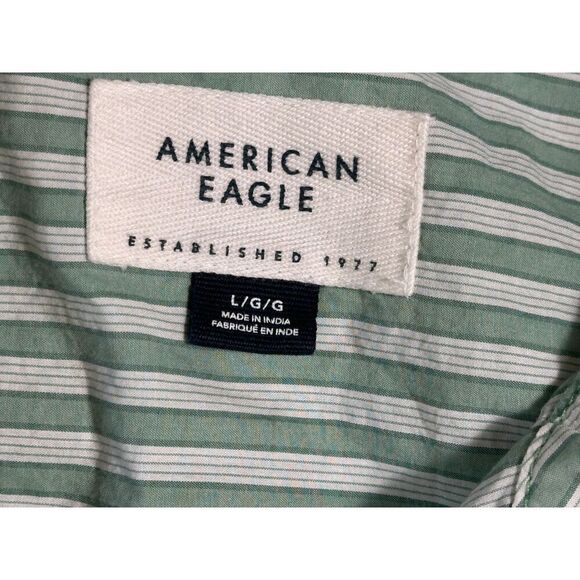 AMERICAN
EAGLE
ESTABLISHED 1977
L/G/G
MADE IN INDIA
FABRIQUÉ EN INDE